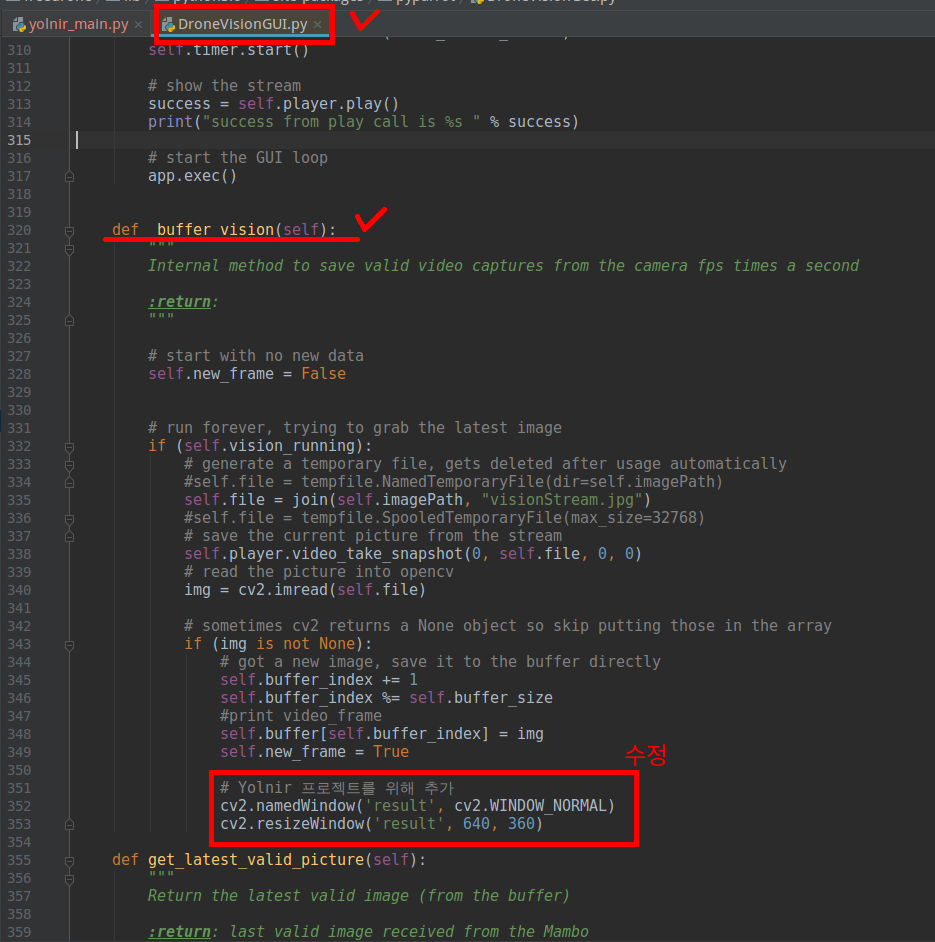 yolnir_main.py × DroneVisionGUI.py ×
310 self.timer.start()
311
312 # show the stream
313 success = self.player.play()
314 print("success from play call is %s " % success)
315
316 # start the GUI loop
317 app.exec()
318
319
320 def _buffer_vision(self):
321 """
322 Internal method to save valid video captures from the camera fps times a second
323
324 :return:
325 """
326
327 # start with no new data
328 self.new_frame = False
329
330
331 # run forever, trying to grab the latest image
332 if (self.vision_running):
333 # generate a temporary file, gets deleted after usage automatically
334 #self.file = tempfile.NamedTemporaryFile(dir=self.imagePath)
335 self.file = join(self.imagePath, "visionStream.jpg")
336 #self.file = tempfile.SpooledTemporaryFile(max_size=32768)
337 # save the current picture from the stream
338 self.player.video_take_snapshot(0, self.file, 0, 0)
339 # read the picture into opencv
340 img = cv2.imread(self.file)
341
342 # sometimes cv2 returns a None object so skip putting those in the array
343 if (img is not None):
344 # got a new image, save it to the buffer directly
345 self.buffer_index += 1
346 self.buffer_index %= self.buffer_size
347 #print video_frame
348 self.buffer[self.buffer_index] = img
349 self.new_frame = True
수정
350
351 # Yolnir 프로젝트를 위해 추가
352 cv2.namedWindow('result', cv2.WINDOW_NORMAL)
353 cv2.resizeWindow('result', 640, 360)
354
355 def get_latest_valid_picture(self):
356 """
357 Return the latest valid image (from the buffer)
358
359 :return: last valid image received from the Mambo